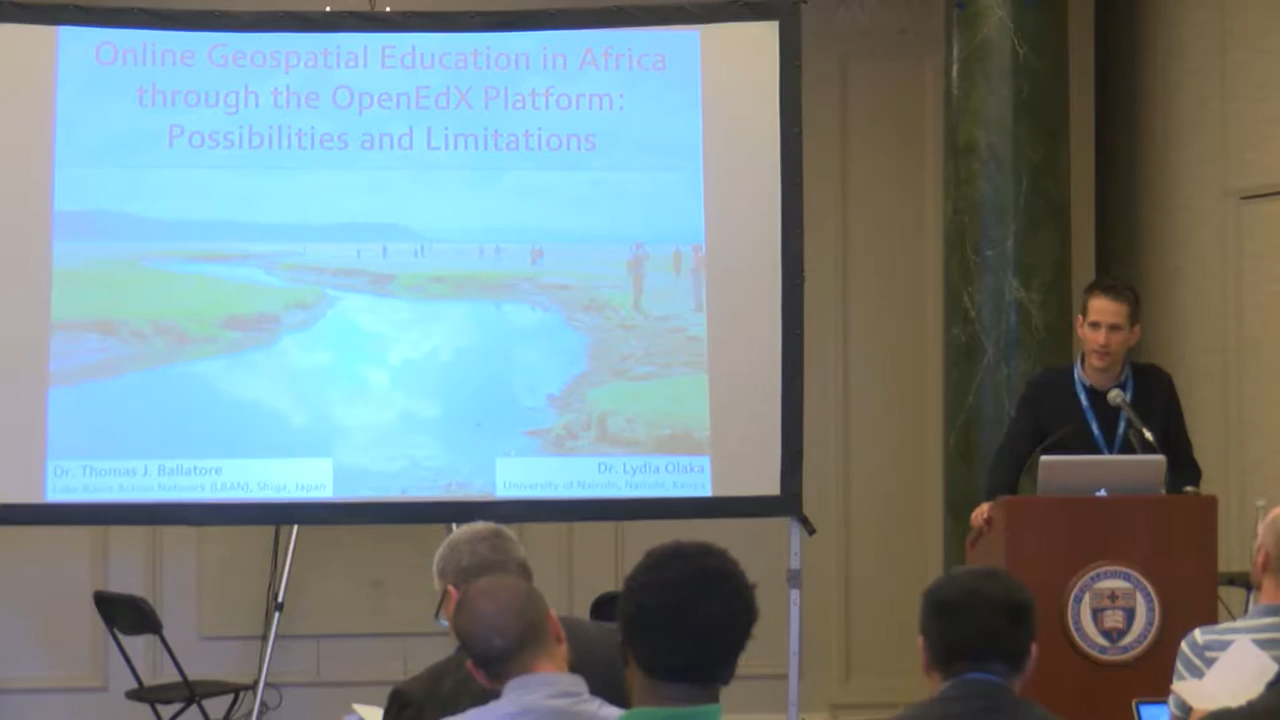 Online Geospatial Education in Africa
through the OpenEdX Platform:
Possibilities and Limitations
Dr. Thomas J. Ballatore
Lake Basin Action Network (LBAN), Shiga, Japan
Dr. Lydia Olaka
University of Nairobi, Nairobi, Kenya